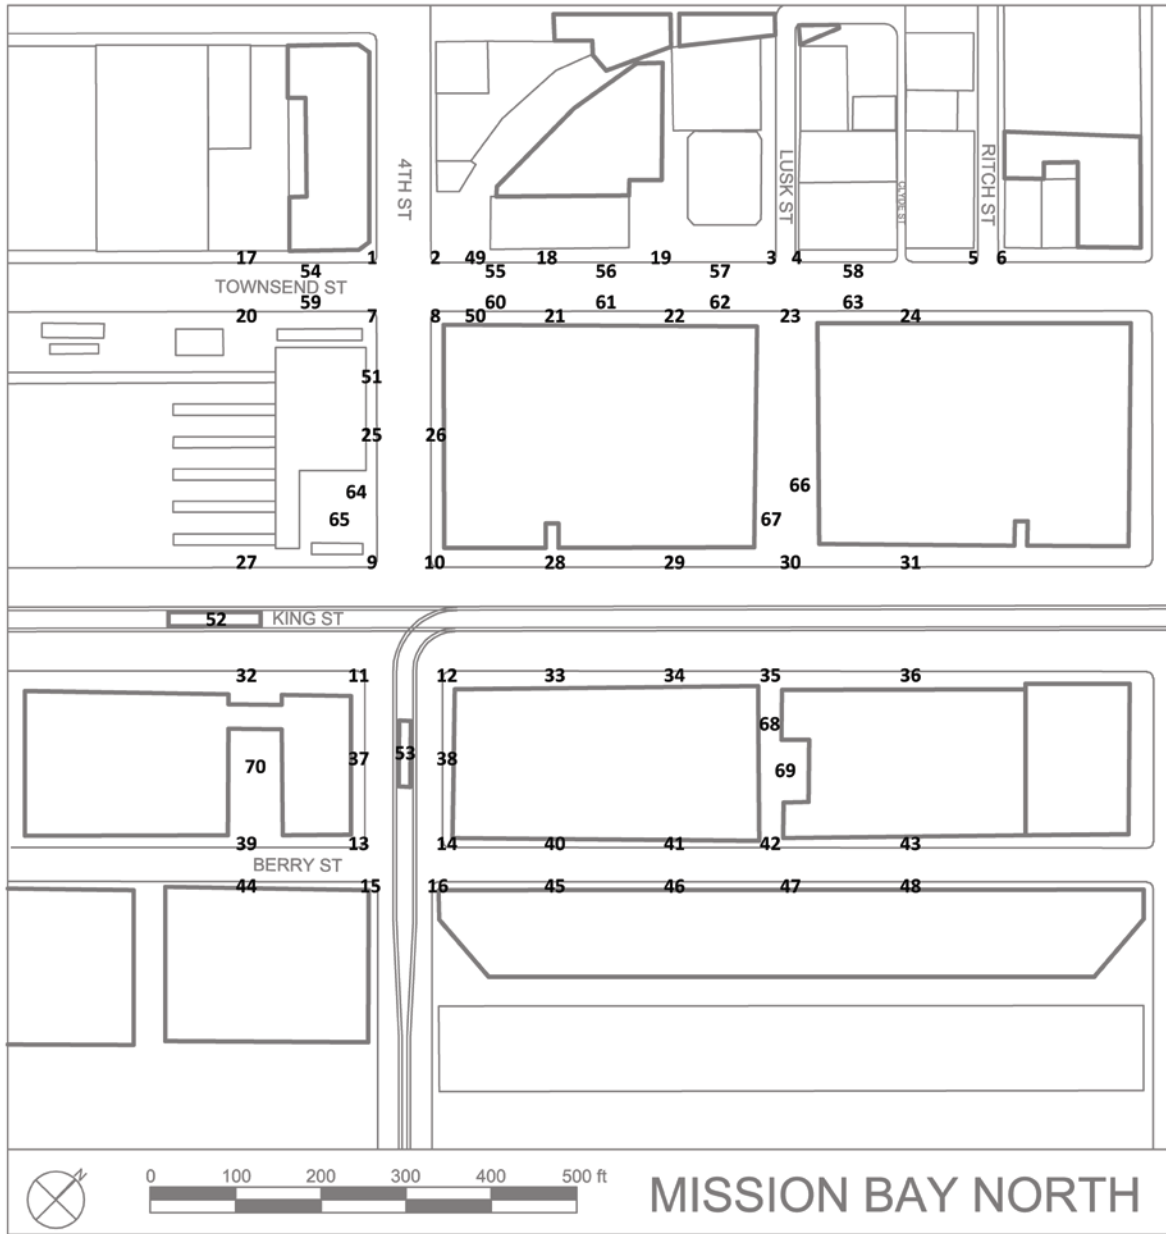 4TH ST
LUSK ST
CLYDE ST
RITCH ST
17 1 2 49 18 19 3 4 5 6
54 55 56 57 58
TOWNSEND ST
59 60 61 62 63
20 7 8 50 21 22 23 24
51
25 26
64 66
65 67
27 9 10 28 29 30 31
52 KING ST
32 11 12 33 34 35 36
68
53
37 38
70 69
39 13 14 40 41 42 43
BERRY ST
44 15 16 45 46 47 48
N
0 100 200 300 400 500 ft
MISSION BAY NORTH